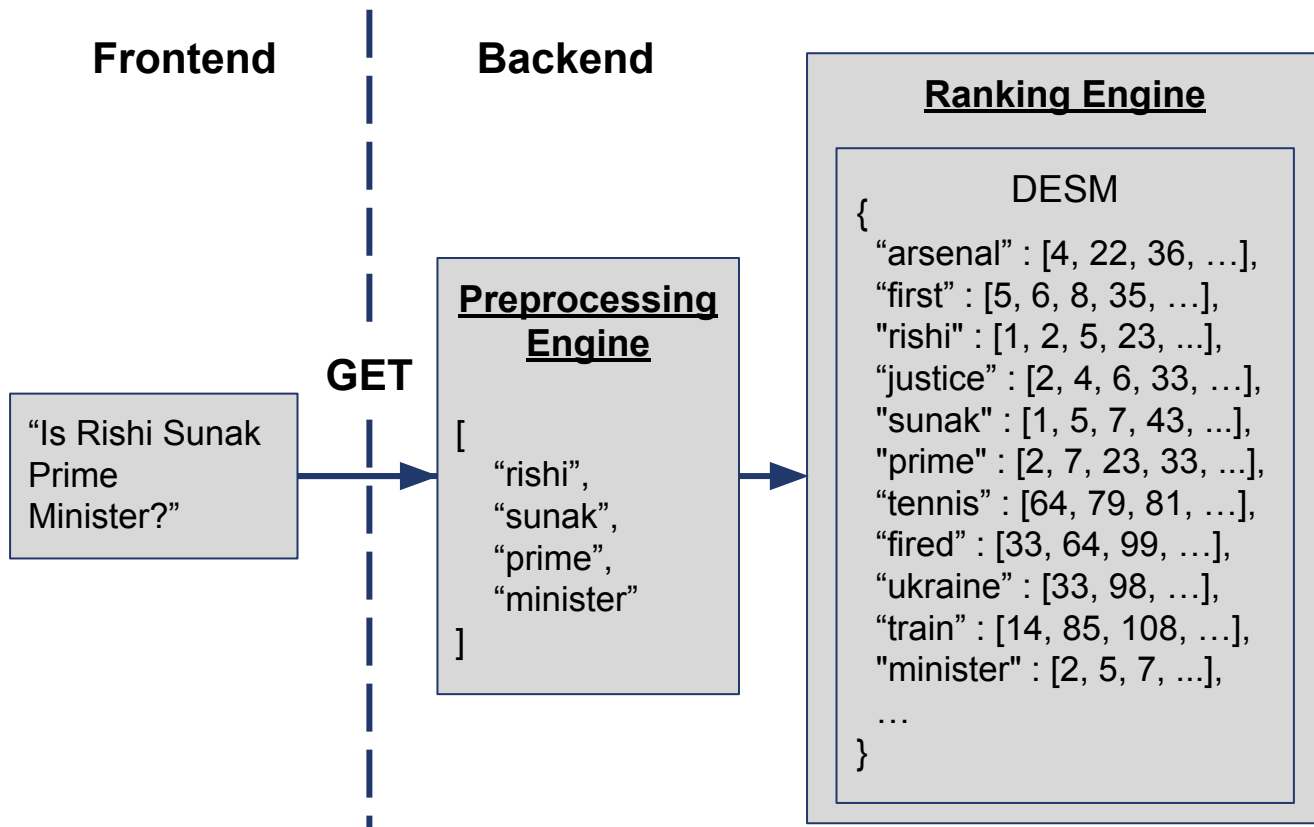 Frontend
Backend
GET
“Is Rishi Sunak
Prime
Minister?”
Preprocessing
Engine
[
“rishi”,
“sunak”,
“prime”,
“minister”
]
Ranking Engine
DESM
{
“arsenal” : [4, 22, 36, …],
“first” : [5, 6, 8, 35, …],
"rishi" : [1, 2, 5, 23, ...],
“justice” : [2, 4, 6, 33, …],
"sunak" : [1, 5, 7, 43, ...],
"prime" : [2, 7, 23, 33, ...],
“tennis” : [64, 79, 81, …],
“fired” : [33, 64, 99, …],
“ukraine” : [33, 98, …],
“train” : [14, 85, 108, …],
"minister" : [2, 5, 7, ...],
…
}